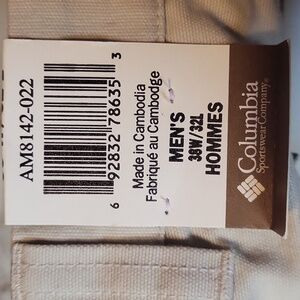 AM8142-022
6 92832 78635 3
Made in Cambodia
Fabriqué au Cambodge
MEN'S
38W/32L
HOMMES
Columbia
Sportswear Company®